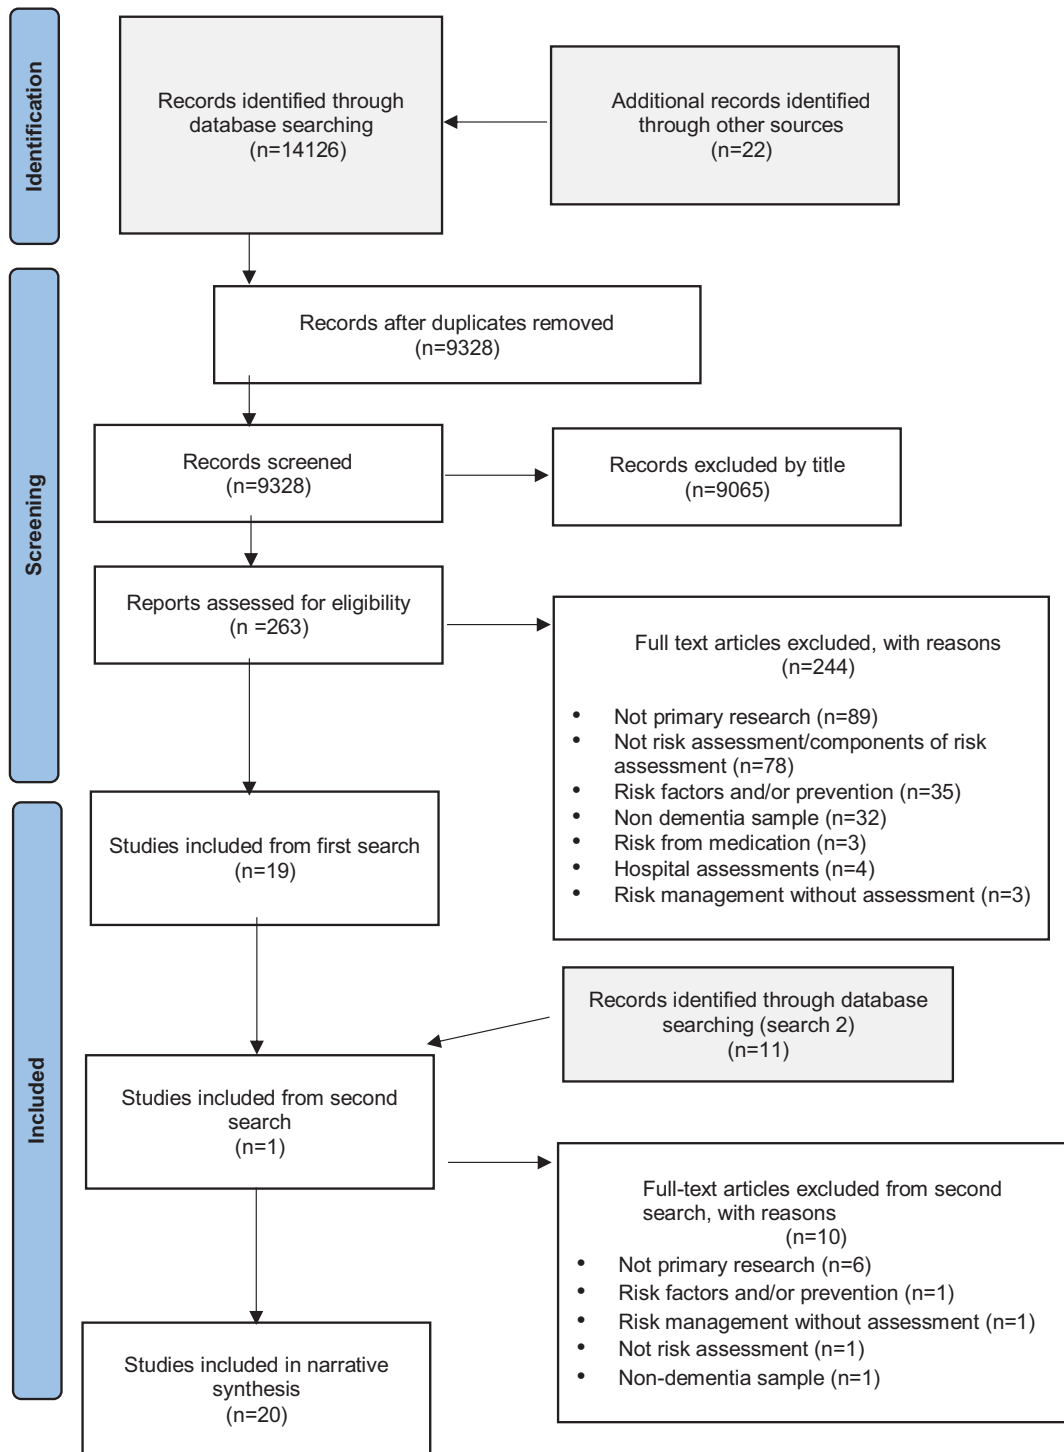 Identification
Records identified through
database searching
(n=14126)
Additional records identified
through other sources
(n=22)
Screening
Records after duplicates removed
(n=9328)
Records screened
(n=9328)
Records excluded by title
(n=9065)
Reports assessed for eligibility
(n =263)
Full text articles excluded, with reasons
(n=244)
• Not primary research (n=89)
• Not risk assessment/components of risk
assessment (n=78)
• Risk factors and/or prevention (n=35)
• Non dementia sample (n=32)
• Risk from medication (n=3)
• Hospital assessments (n=4)
• Risk management without assessment (n=3)
Included
Studies included from first search
(n=19)
Records identified through database
searching (search 2)
(n=11)
Studies included from second
search
(n=1)
Full-text articles excluded from second
search, with reasons
(n=10)
• Not primary research (n=6)
• Risk factors and/or prevention (n=1)
• Risk management without assessment (n=1)
• Not risk assessment (n=1)
• Non-dementia sample (n=1)
Studies included in narrative
synthesis
(n=20)